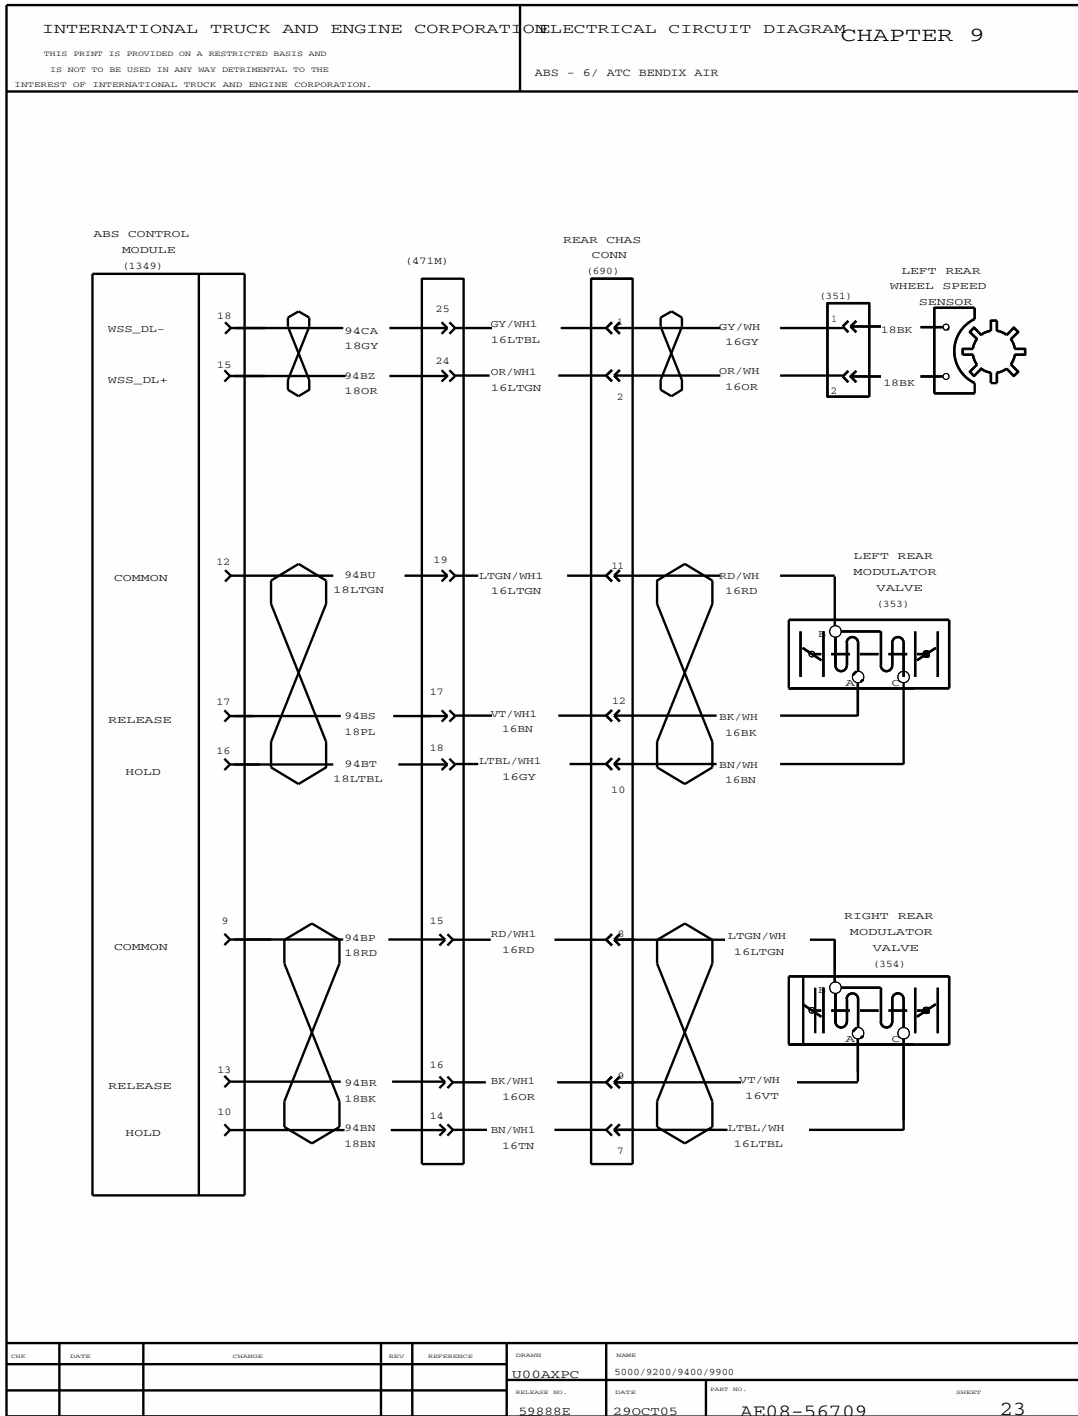 INTERNATIONAL TRUCK AND ENGINE CORPORATION
ELECTRICAL CIRCUIT DIAGRAM
CHAPTER 9
THIS PRINT IS PROVIDED ON A RESTRICTED BASIS AND
IS NOT TO BE USED IN ANY WAY DETRIMENTAL TO THE
INTEREST OF INTERNATIONAL TRUCK AND ENGINE CORPORATION.
ABS - 6/ ATC BENDIX AIR
ABS CONTROL
MODULE
(1349)
(471M)
REAR CHAS
CONN
(690)
(351)
LEFT REAR
WHEEL SPEED
SENSOR
WSS_DL-
18
94CA
18GY
25
GY/WH1
16LTBL
1
GY/WH
16GY
1
18BK
WSS_DL+
15
94BZ
18OR
24
OR/WH1
16LTGN
2
OR/WH
16OR
2
18BK
LEFT REAR
MODULATOR
VALVE
(353)
COMMON
12
94BU
18LTGN
19
LTGN/WH1
16LTGN
11
RD/WH
16RD
B
A
C
RELEASE
17
94BS
18PL
17
VT/WH1
16BN
12
BK/WH
16BK
HOLD
16
94BT
18LTBL
18
LTBL/WH1
16GY
10
BN/WH
16BN
RIGHT REAR
MODULATOR
VALVE
(354)
COMMON
9
94BP
18RD
15
RD/WH1
16RD
8
LTGN/WH
16LTGN
B
A
C
RELEASE
13
94BR
18BK
16
BK/WH1
16OR
9
VT/WH
16VT
HOLD
10
94BN
18BN
14
BN/WH1
16TN
7
LTBL/WH
16LTBL
CHK
DATE
CHANGE
REV
REFERENCE
DRAWN
U00AXPC
NAME
5000/9200/9400/9900
RELEASE NO.
59888E
DATE
29OCT05
PART NO.
AE08-56709
SHEET
23